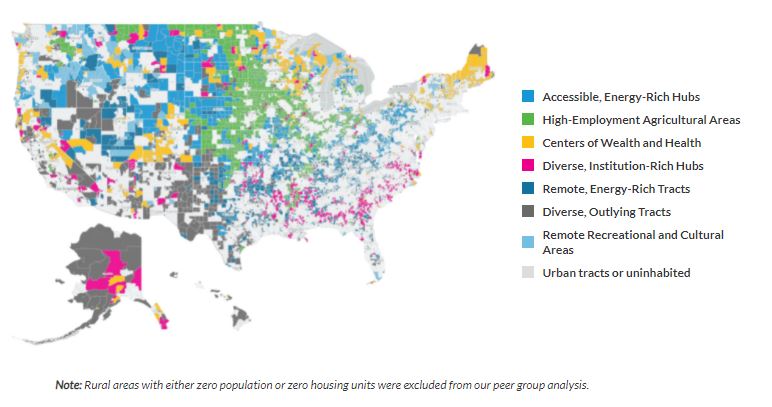 Accessible, Energy-Rich Hubs
High-Employment Agricultural Areas
Centers of Wealth and Health
Diverse, Institution-Rich Hubs
Remote, Energy-Rich Tracts
Diverse, Outlying Tracts
Remote Recreational and Cultural
Areas
Urban tracts or uninhabited
Note: Rural areas with either zero population or zero housing units were excluded from our peer group analysis.